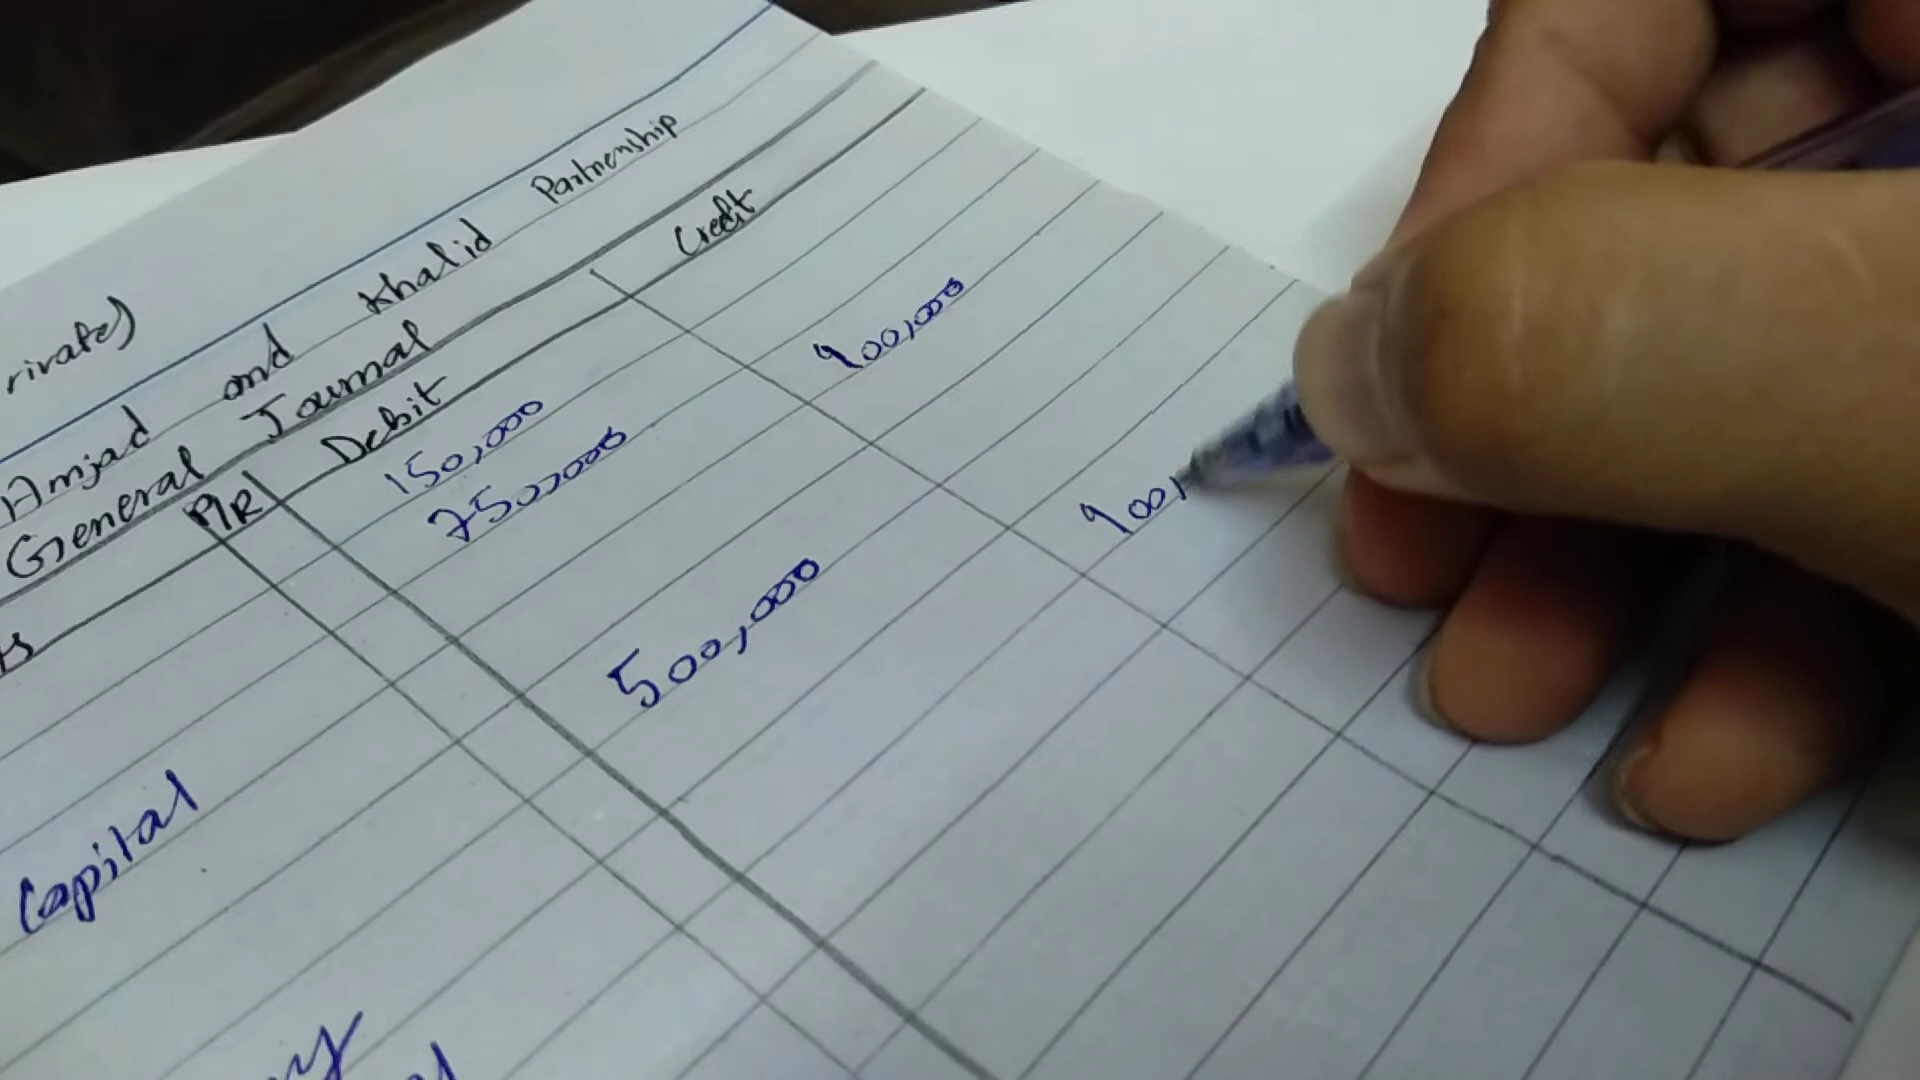 rivate)
Amjad and Khalid Partnership
General Journal
P/R Debit Credit
150,000
750,000
900,000
Capital
500,000
900,